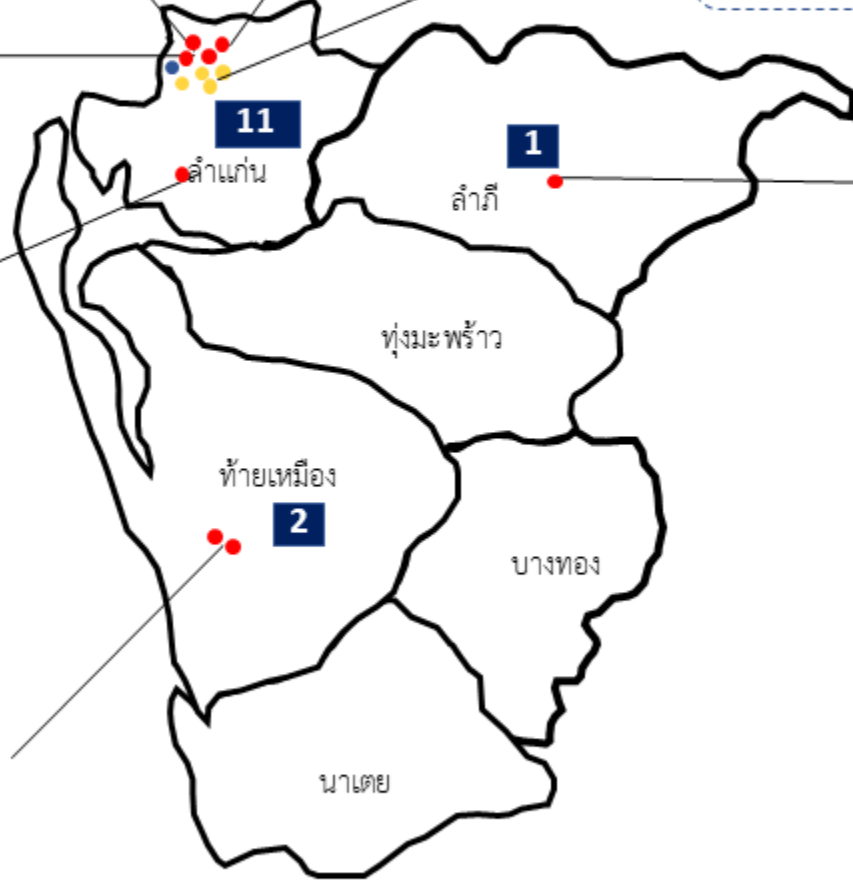 11
1
ลำแก่น
ลำภี
ทุ่งมะพร้าว
ท้ายเหมือง
2
บางทอง
นาเตย